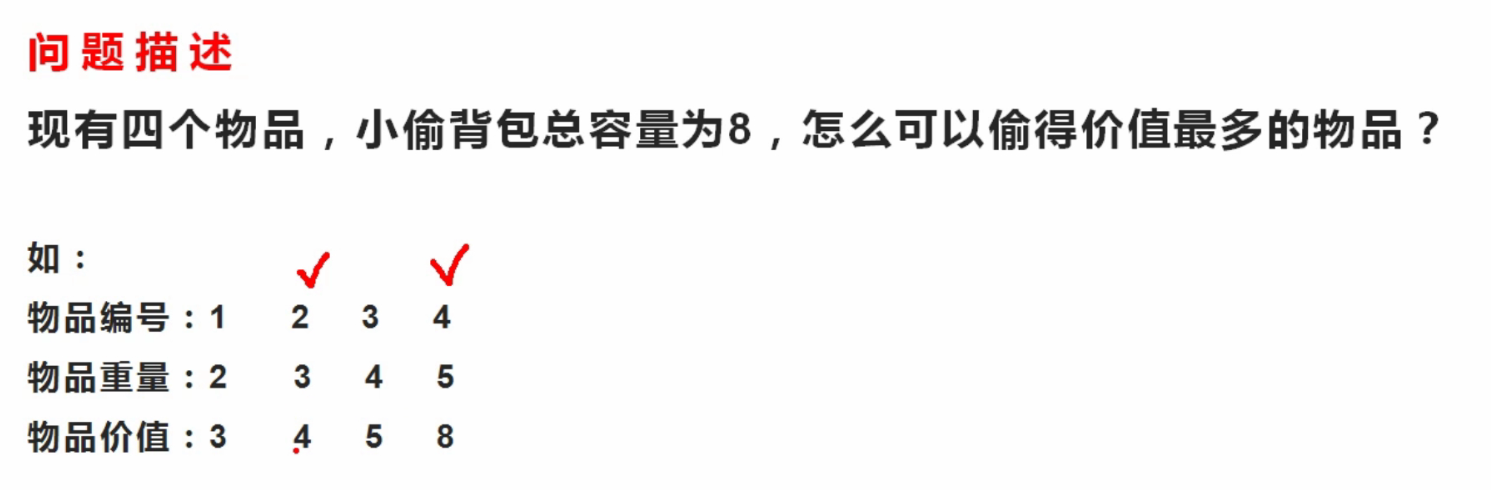 问题描述
现有四个物品，小偷背包总容量为8，怎么可以偷得价值最多的物品？
如：
物品编号：1 2 3 4
物品重量：2 3 4 5
物品价值：3 4 5 8